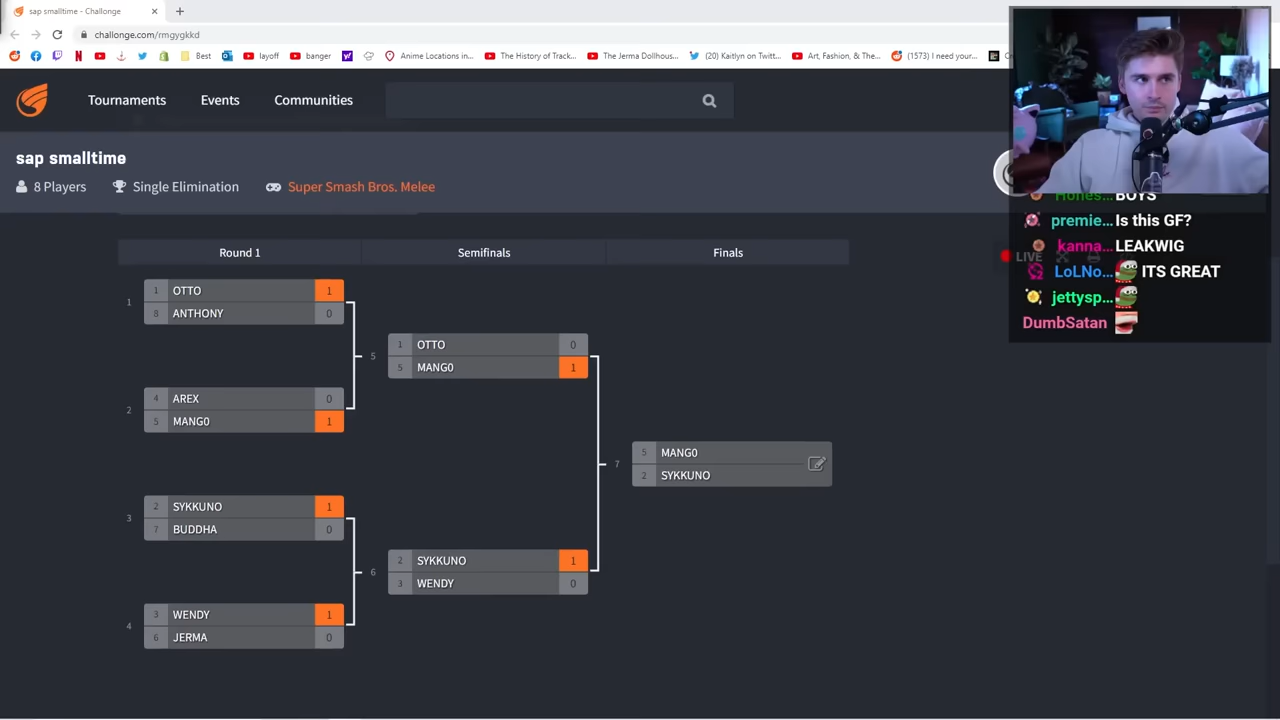 sap smalltime - Challonge
challonge.com/rmgygkkd
Best
layoff
banger
Anime Locations in...
The History of Track...
The Jerma Dollhous...
(20) Kaitlyn on Twitt...
Art, Fashion, & The...
(1573) I need your...
Tournaments
Events
Communities
sap smalltime
8 Players
Single Elimination
Super Smash Bros. Melee
Round 1
Semifinals
Finals
1
1 OTTO 1
8 ANTHONY 0
2
4 AREX 0
5 MANG0 1
3
2 SYKKUNO 1
7 BUDDHA 0
4
3 WENDY 1
6 JERMA 0
5
1 OTTO 0
5 MANG0 1
6
2 SYKKUNO 1
3 WENDY 0
7
5 MANG0
2 SYKKUNO
Hones... BOYS
premie... Is this GF?
kanna... LEAKWIG
LIVE
LoLNo... ITS GREAT
jettysp...
DumbSatan